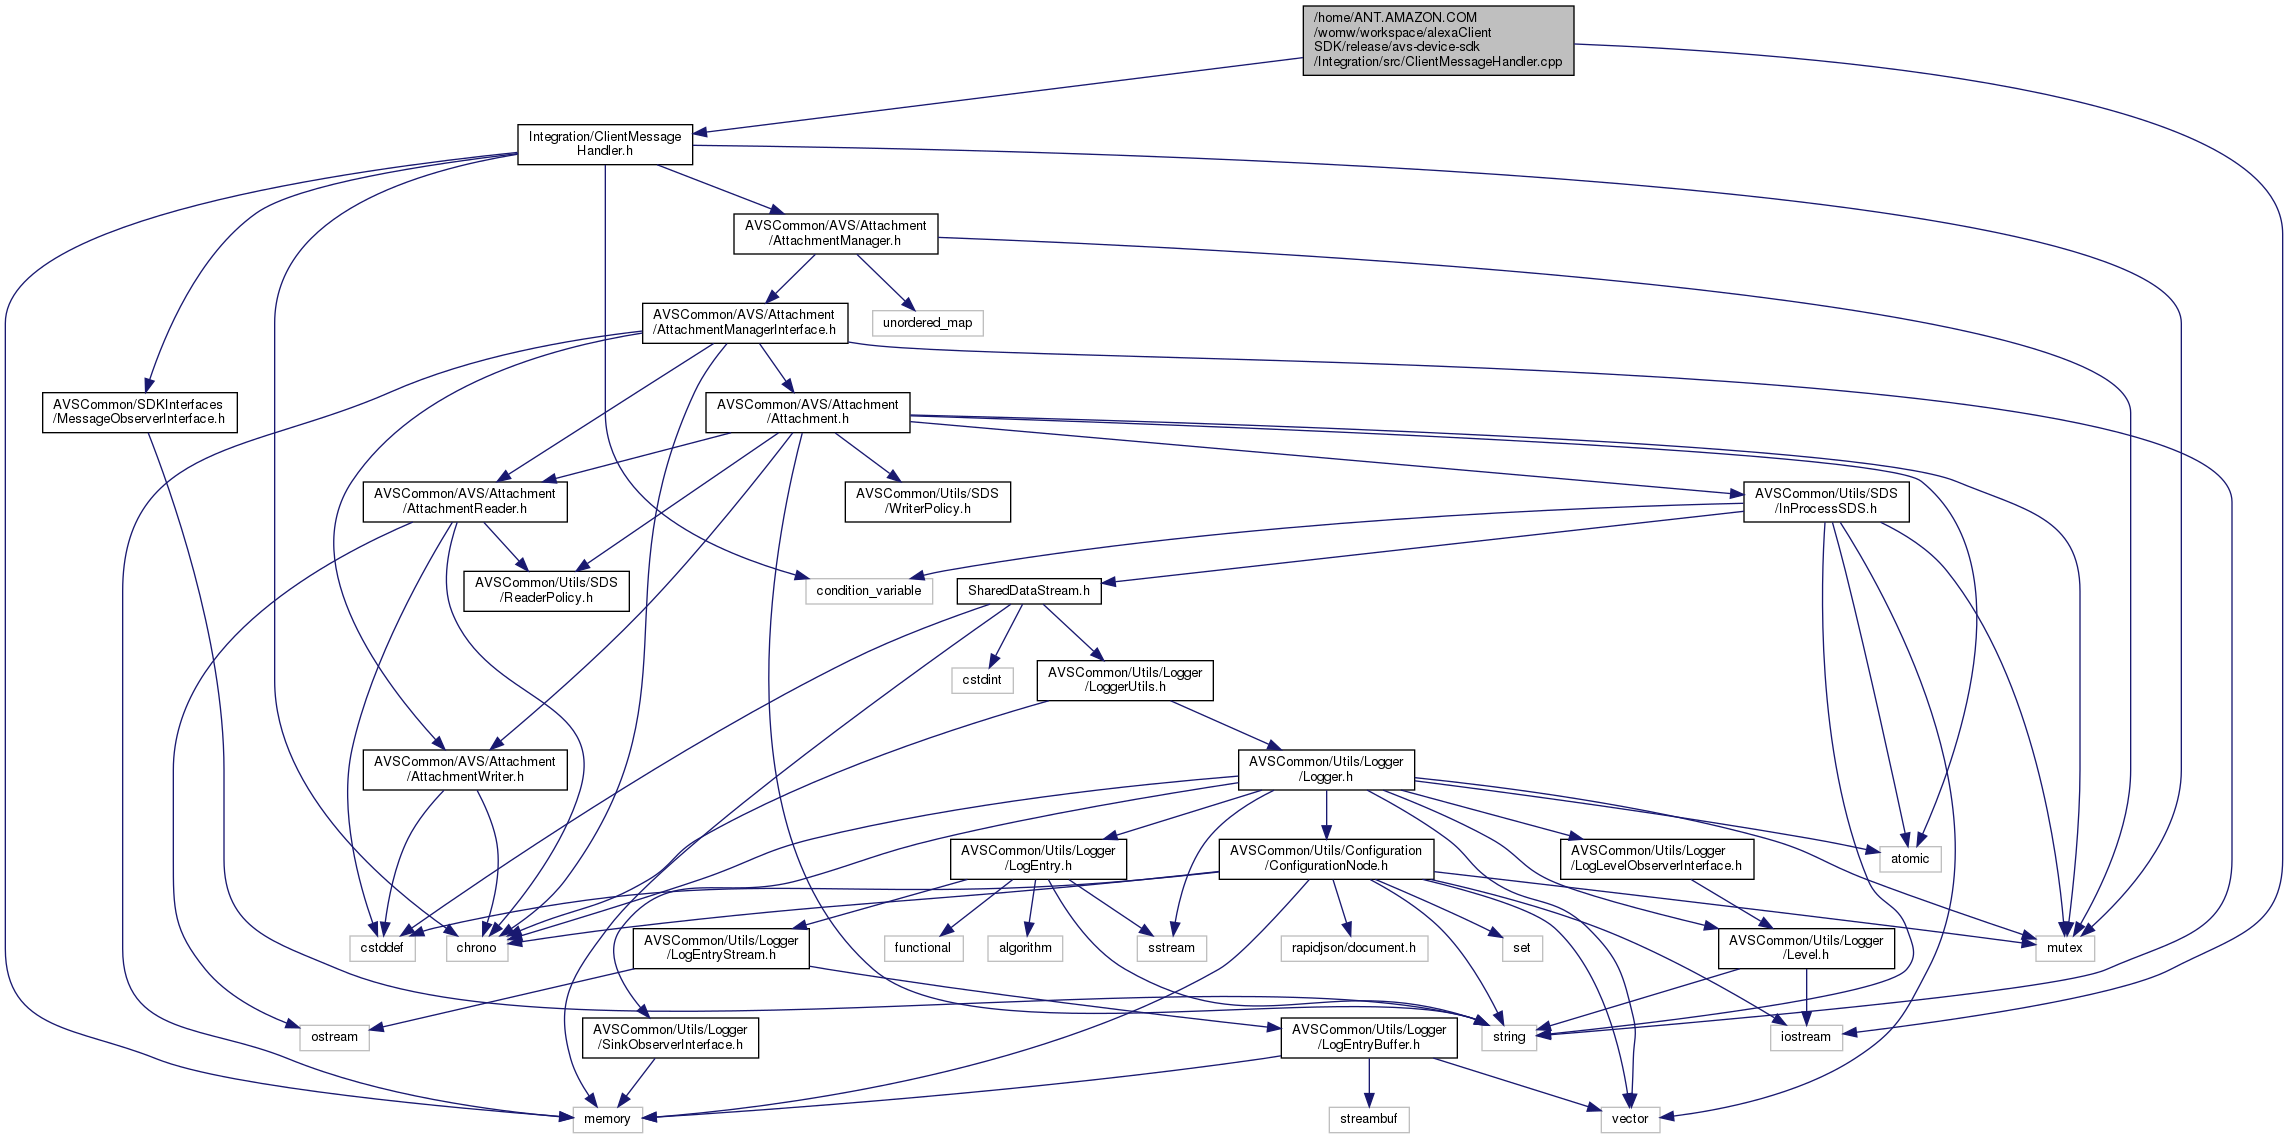 /home/ANT.AMAZON.COM
/womw/workspace/alexaClient
SDK/release/avs-device-sdk
/Integration/src/ClientMessageHandler.cpp
Integration/ClientMessage
Handler.h
AVSCommon/AVS/Attachment
/AttachmentManager.h
AVSCommon/AVS/Attachment
/AttachmentManagerInterface.h
unordered_map
AVSCommon/SDKInterfaces
/MessageObserverInterface.h
AVSCommon/AVS/Attachment
/Attachment.h
AVSCommon/AVS/Attachment
/AttachmentReader.h
AVSCommon/Utils/SDS
/WriterPolicy.h
AVSCommon/Utils/SDS
/InProcessSDS.h
AVSCommon/Utils/SDS
/ReaderPolicy.h
condition_variable
SharedDataStream.h
cstdint
AVSCommon/Utils/Logger
/LoggerUtils.h
AVSCommon/AVS/Attachment
/AttachmentWriter.h
AVSCommon/Utils/Logger
/Logger.h
AVSCommon/Utils/Logger
/LogEntry.h
AVSCommon/Utils/Configuration
/ConfigurationNode.h
AVSCommon/Utils/Logger
/LogLevelObserverInterface.h
atomic
cstddef
chrono
AVSCommon/Utils/Logger
/LogEntryStream.h
functional
algorithm
sstream
rapidjson/document.h
set
AVSCommon/Utils/Logger
/Level.h
mutex
ostream
AVSCommon/Utils/Logger
/SinkObserverInterface.h
AVSCommon/Utils/Logger
/LogEntryBuffer.h
string
iostream
memory
streambuf
vector